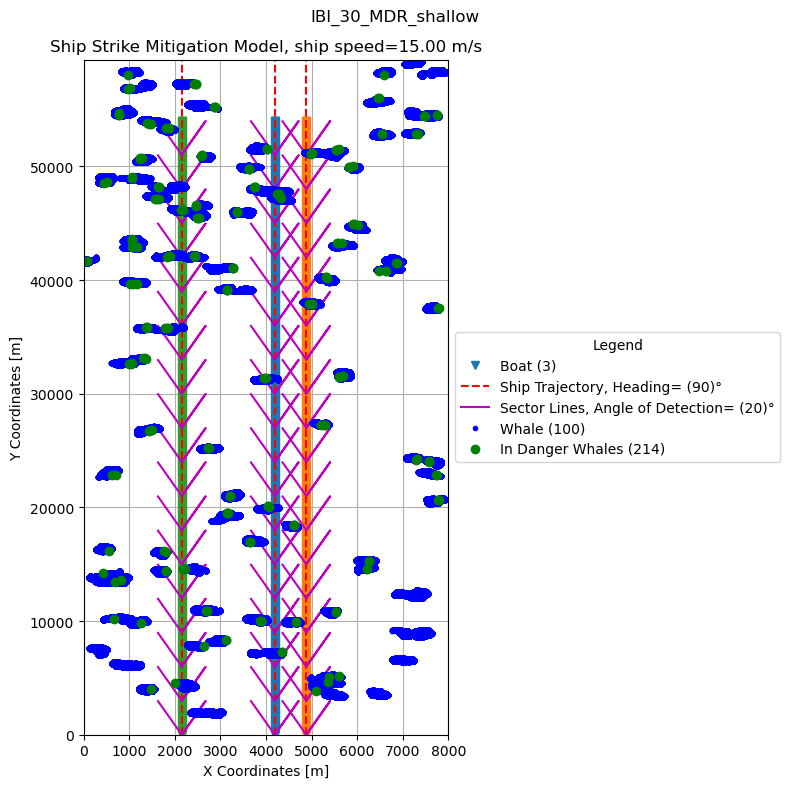 IBI_30_MDR_shallow
Ship Strike Mitigation Model, ship speed=15.00 m/s
Y Coordinates [m]
50000
40000
30000
20000
10000
0
0 1000 2000 3000 4000 5000 6000 7000 8000
X Coordinates [m]
Legend
Boat (3)
Ship Trajectory, Heading= (90)°
Sector Lines, Angle of Detection= (20)°
Whale (100)
In Danger Whales (214)